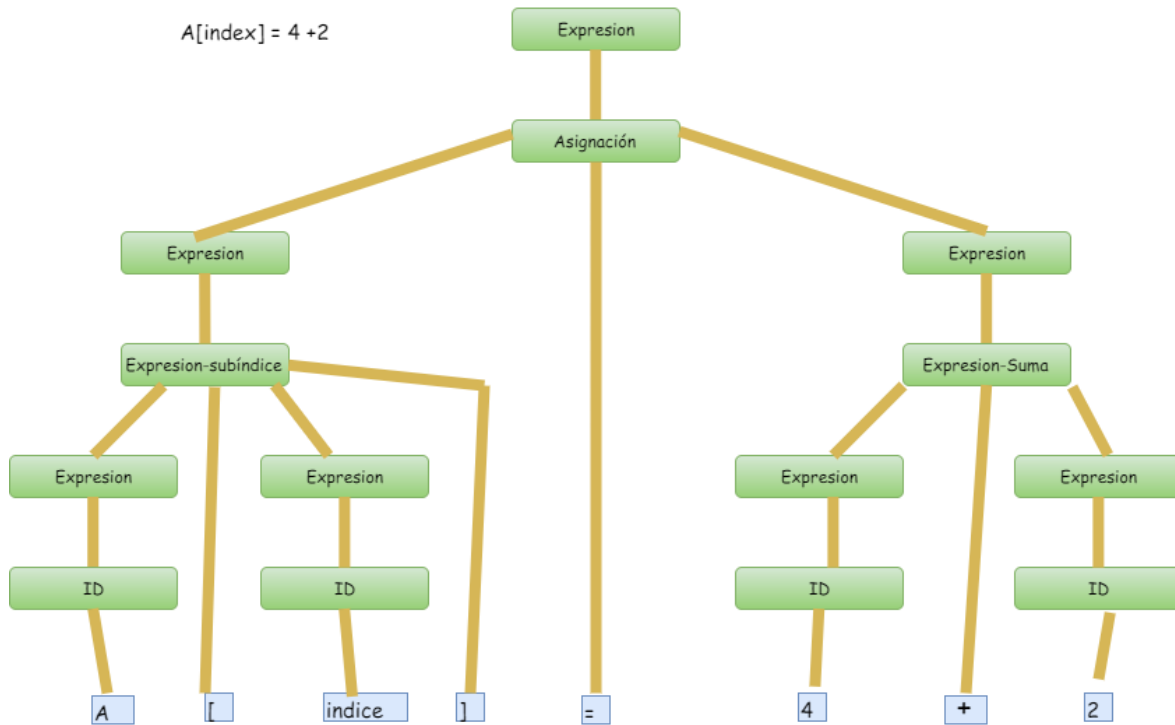 A[index] = 4 +2
Expresion
Asignación
Expresion
Expresion
Expresion-subíndice
Expresion-Suma
Expresion
Expresion
Expresion
Expresion
ID
ID
ID
ID
A
[
indice
]
=
4
+
2